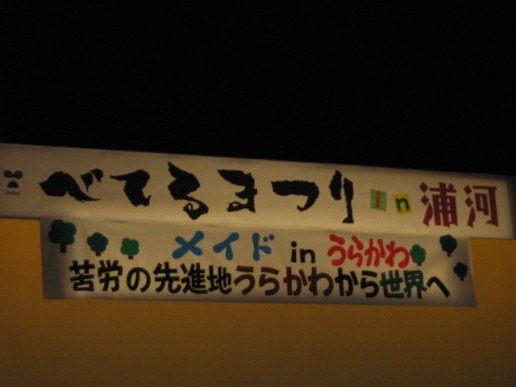 べてるまつり in 浦河
メイド in うらかわ
苦労の先進地うらかわから世界へ